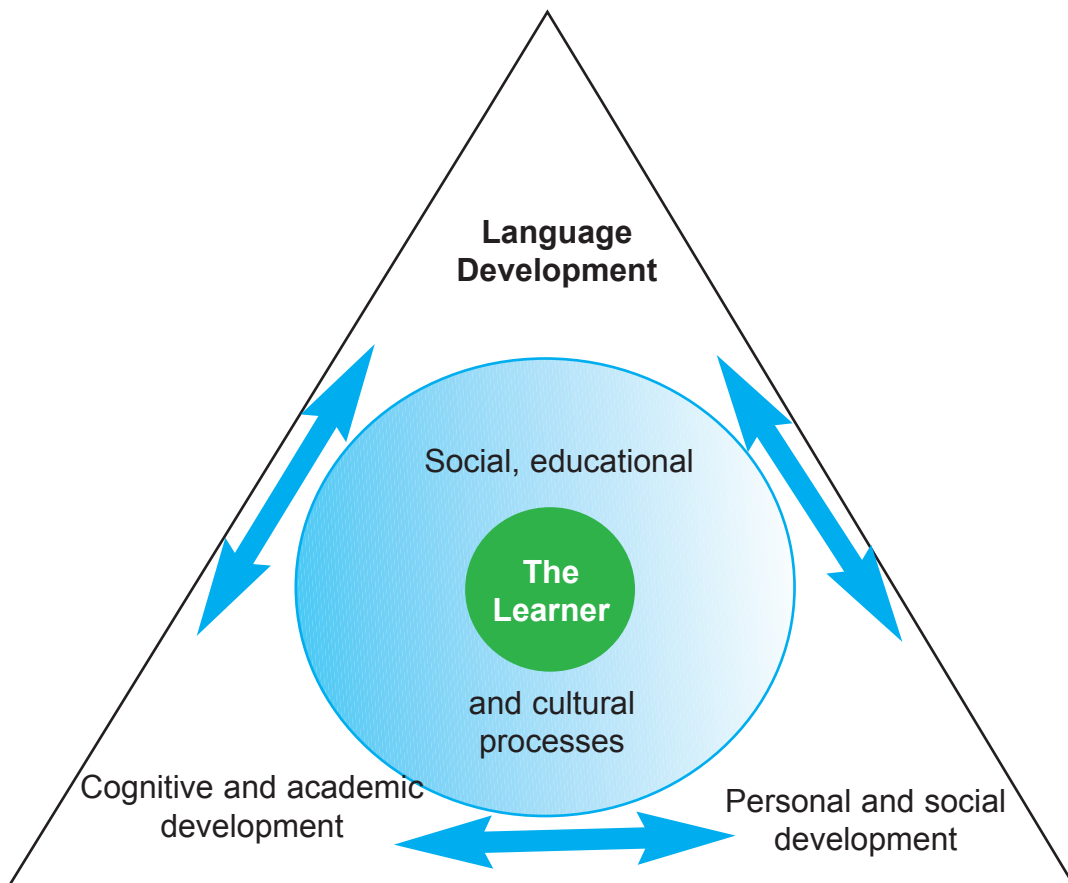 Language
Development
Social, educational
The
Learner
and cultural
processes
Cognitive and academic
development
Personal and social
development